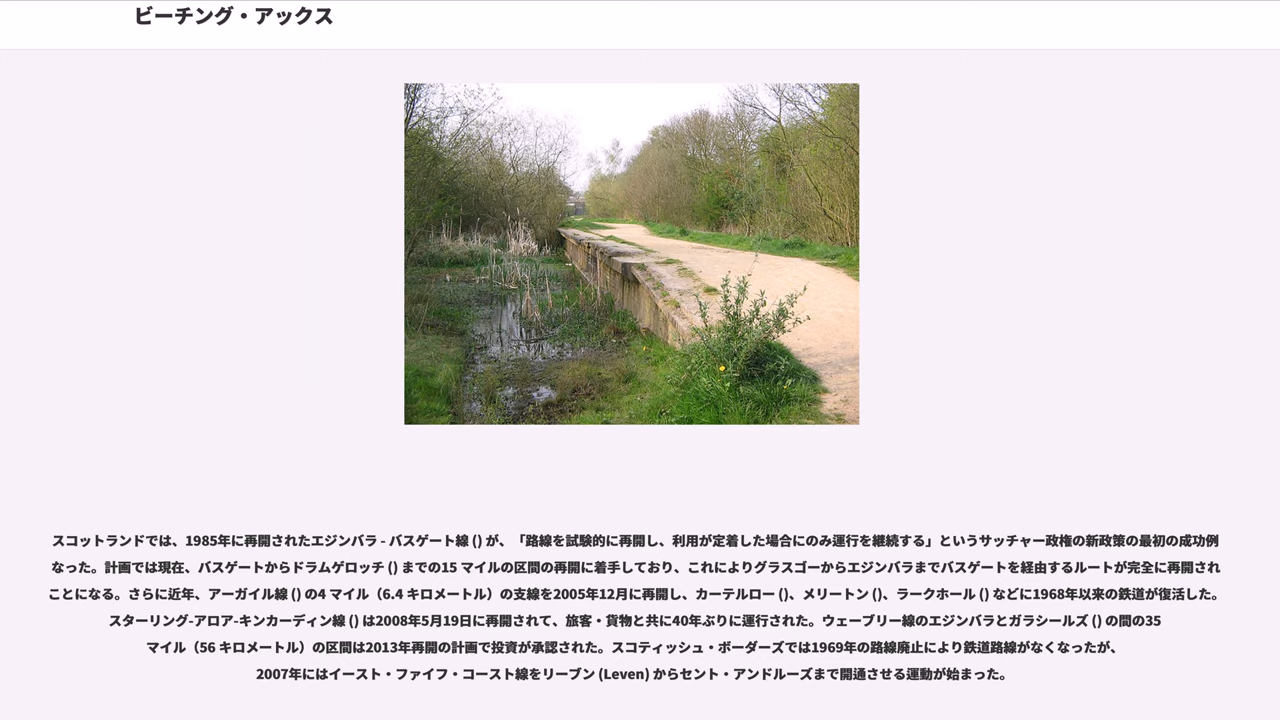 ビーチング・アックス
スコットランドでは、1985年に再開されたエジンバラ - バスゲート線 () が、「路線を試験的に再開し、利用が定着した場合にのみ運行を継続する」というサッチャー政権の新政策の最初の成功例
なった。計画では現在、バスゲートからドラムゲロッチ () までの15 マイルの区間の再開に着手しており、これによりグラスゴーからエジンバラまでバスゲートを経由するルートが完全に再開され
ことになる。さらに近年、アーガイル線 () の4 マイル（6.4 キロメートル）の支線を2005年12月に再開し、カーテルロー ()、メリートン ()、ラークホール () などに1968年以来の鉄道が復活した。
スターリング-アロア-キンカーディン線 () は2008年5月19日に再開されて、旅客・貨物と共に40年ぶりに運行された。ウェーブリー線のエジンバラとガラシールズ () の間の35
マイル（56 キロメートル）の区間は2013年再開の計画で投資が承認された。スコティッシュ・ボーダーズでは1969年の路線廃止により鉄道路線がなくなったが、
2007年にはイースト・ファイフ・コースト線をリーブン (Leven) からセント・アンドルーズまで開通させる運動が始まった。